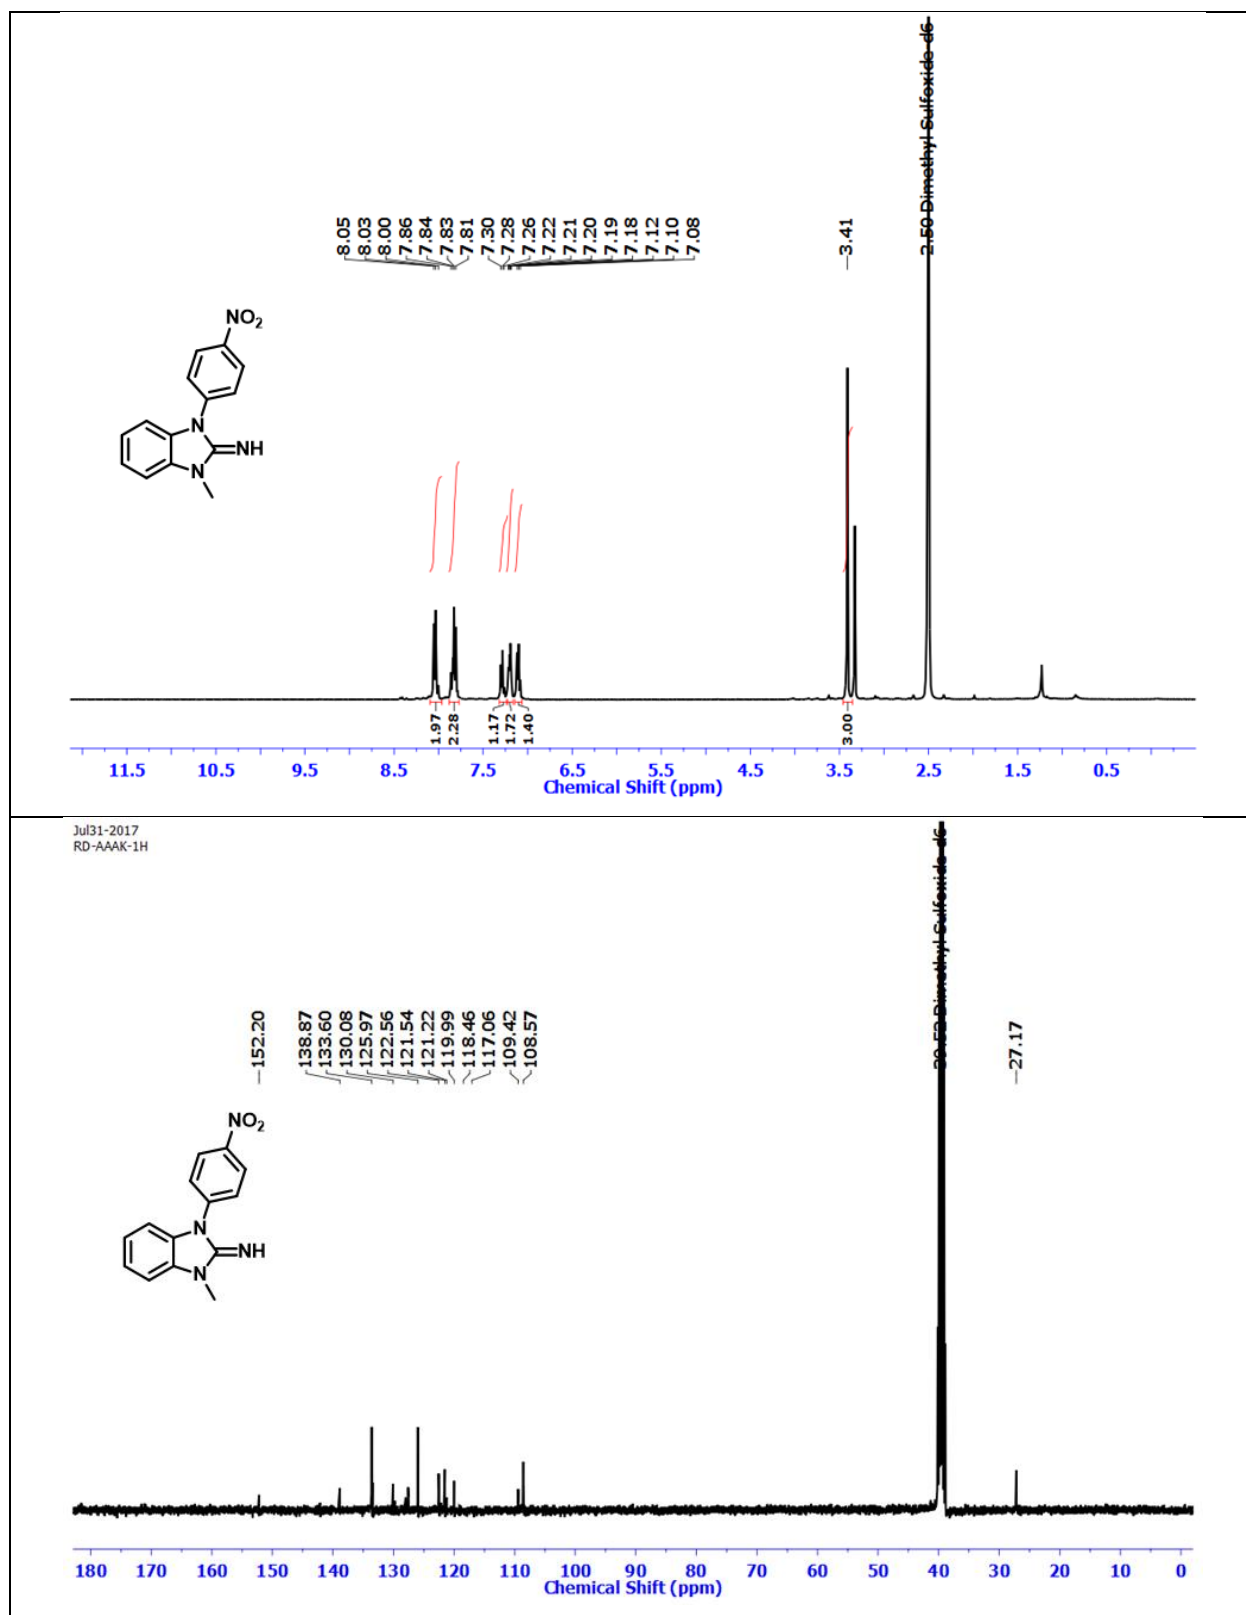 2.50 Dimethyl Sulfoxide-d6
8.05
8.03
8.00
7.86
7.84
7.83
7.81
7.30
7.28
7.26
7.22
7.21
7.20
7.19
7.18
7.12
7.10
7.08
3.41
NO2
N
NH
N
1.97
2.28
1.17
1.72
1.40
3.00
11.5 10.5 9.5 8.5 7.5 6.5 5.5 4.5 3.5 2.5 1.5 0.5
Chemical Shift (ppm)
Jul31-2017
RD-AAAK-1H
39.52 Dimethyl Sulfoxide-d6
152.20
138.87
133.60
130.08
125.97
122.56
121.54
121.22
119.99
118.46
117.06
109.42
108.57
27.17
NO2
N
NH
N
180 170 160 150 140 130 120 110 100 90 80 70 60 50 40 30 20 10 0
Chemical Shift (ppm)